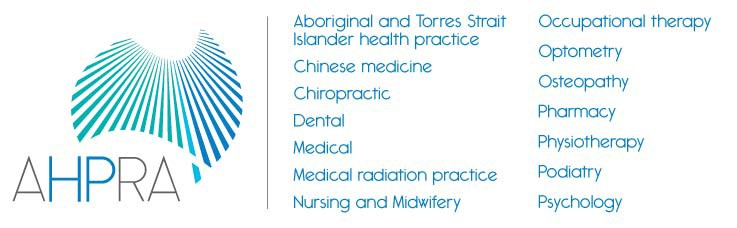 AHPRA
Aboriginal and Torres Strait
Islander health practice
Chinese medicine
Chiropractic
Dental
Medical
Medical radiation practice
Nursing and Midwifery
Occupational therapy
Optometry
Osteopathy
Pharmacy
Physiotherapy
Podiatry
Psychology